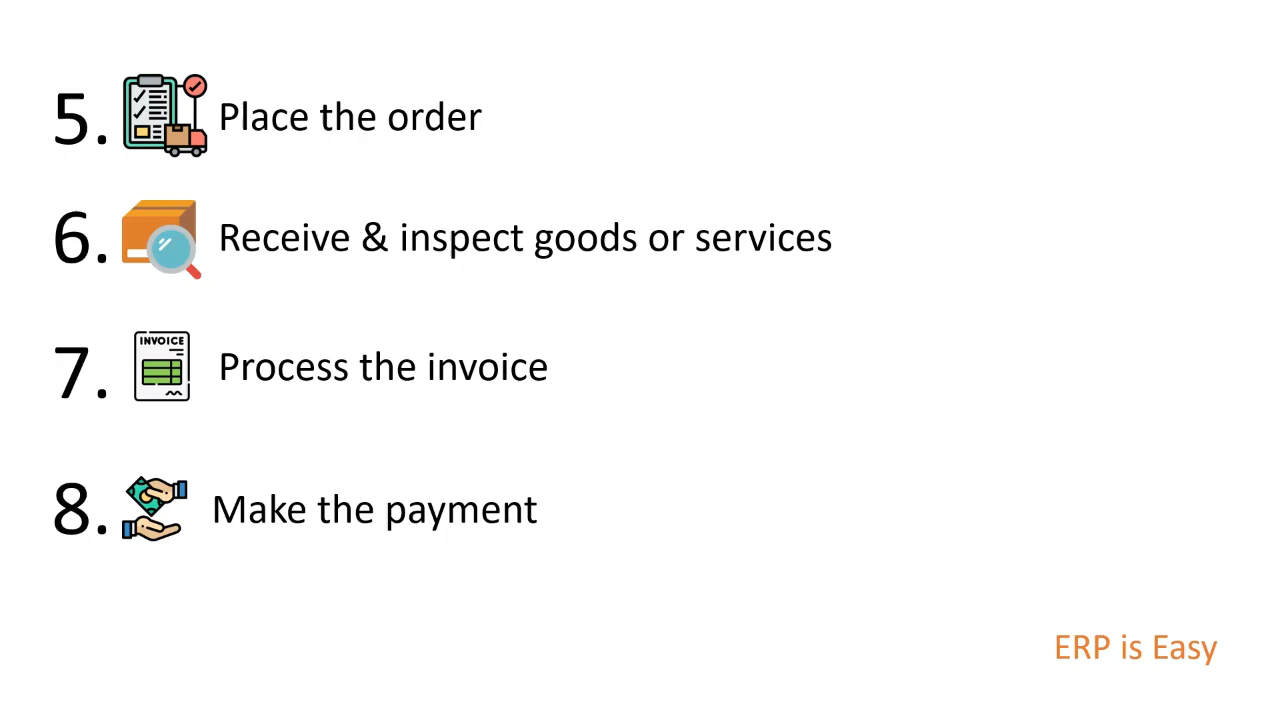 5. Place the order
6. Receive & inspect goods or services
7. INVOICE Process the invoice
8. Make the payment
ERP is Easy